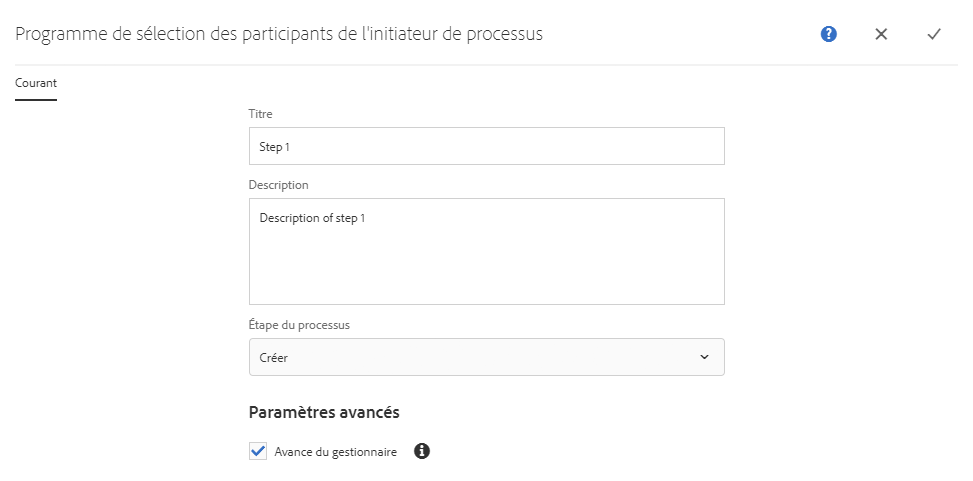 Programme de sélection des participants de l'initiateur de processus
Courant
Titre
Step 1
Description
Description of step 1
Étape du processus
Créer
Paramètres avancés
Avance du gestionnaire